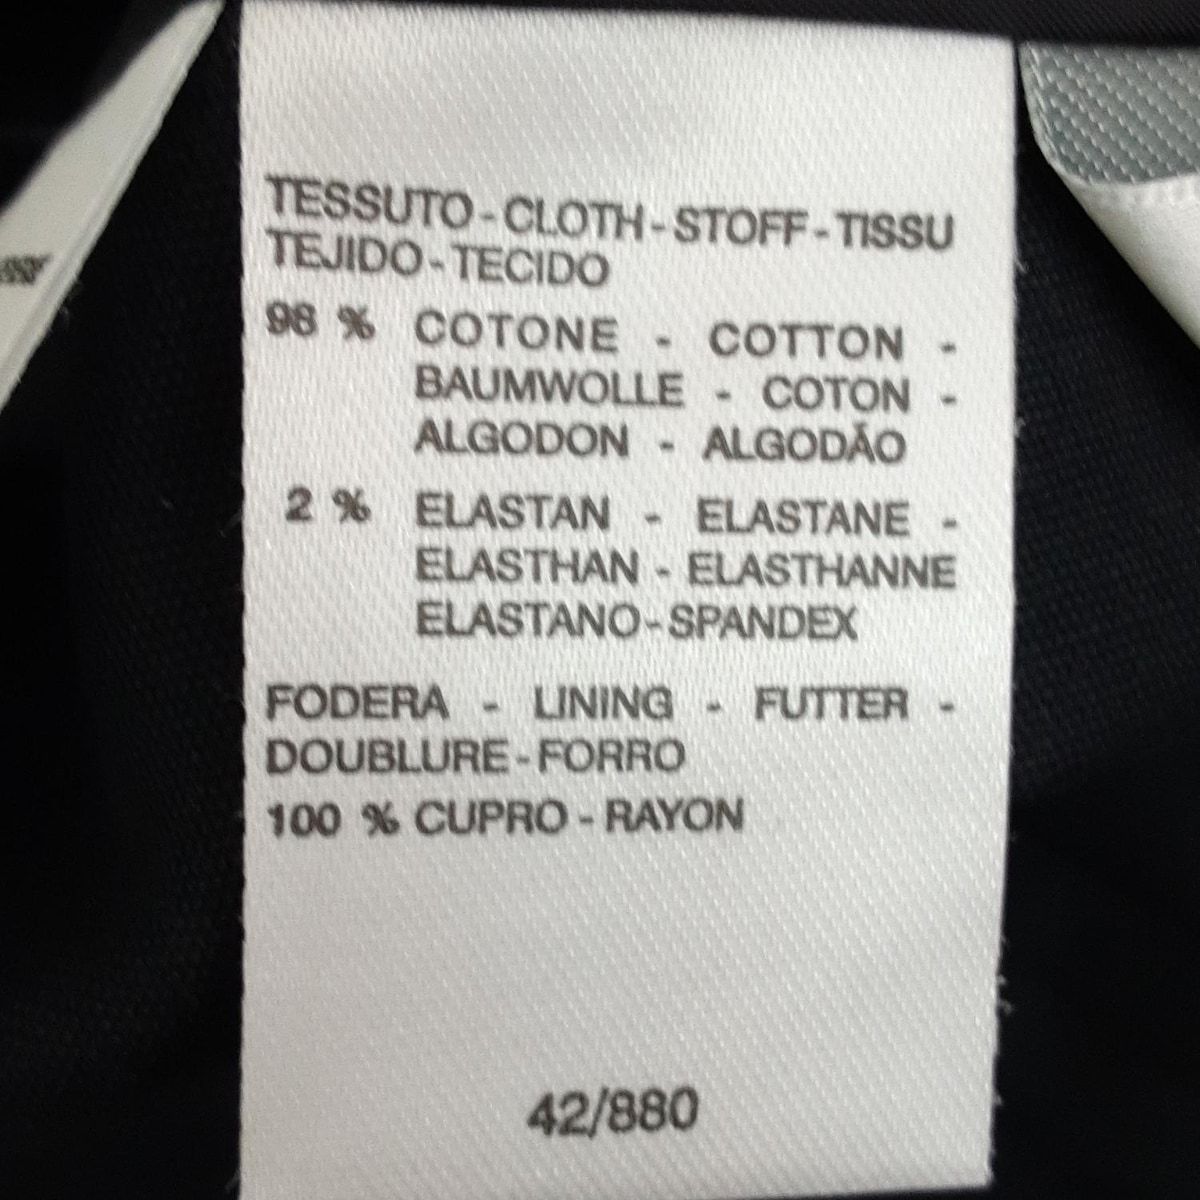 TESSUTO - CLOTH - STOFF - TISSU
TEJIDO - TECIDO
98 % COTONE - COTTON -
BAUMWOLLE - COTON -
ALGODON - ALGODÃO
2 % ELASTAN - ELASTANE -
ELASTHAN - ELASTHANNE
ELASTANO - SPANDEX
FODERA - LINING - FUTTER -
DOUBLURE - FORRO
100 % CUPRO - RAYON
42/880